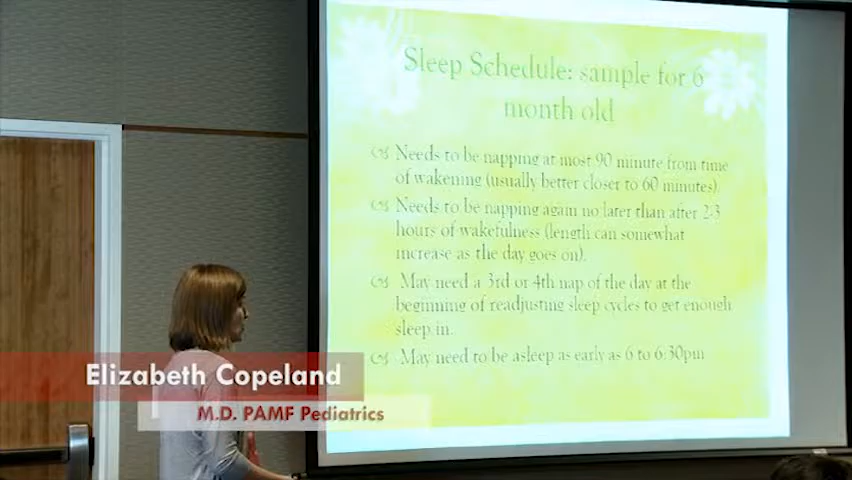 Sleep Schedule: sample for 6
month old
Needs to be napping at most 90 minute from time
of wakening (usually better closer to 60 minutes)
Needs to be napping again no later than after 2-3
hours of wakefulness (length can somewhat
increase as the day goes on).
May need a 3rd or 4th nap of the day at the
beginning of readjusting sleep cycles to get enough
sleep in.
May need to be asleep as early as 6 to 6:30pm
Elizabeth Copeland
M.D. PAMF Pediatrics